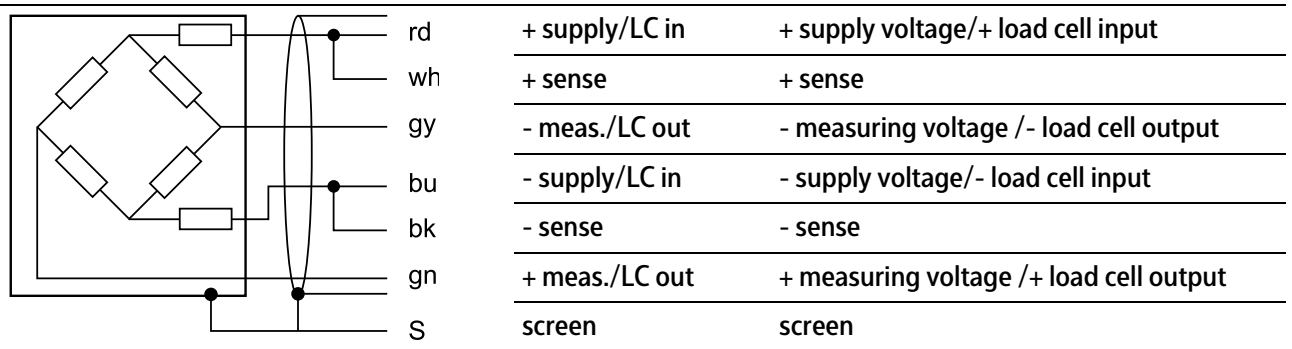 rd + supply/LC in + supply voltage/+ load cell input
wh + sense + sense
gy - meas./LC out - measuring voltage /- load cell output
bu - supply/LC in - supply voltage/- load cell input
bk - sense - sense
gn + meas./LC out + measuring voltage /+ load cell output
S screen screen